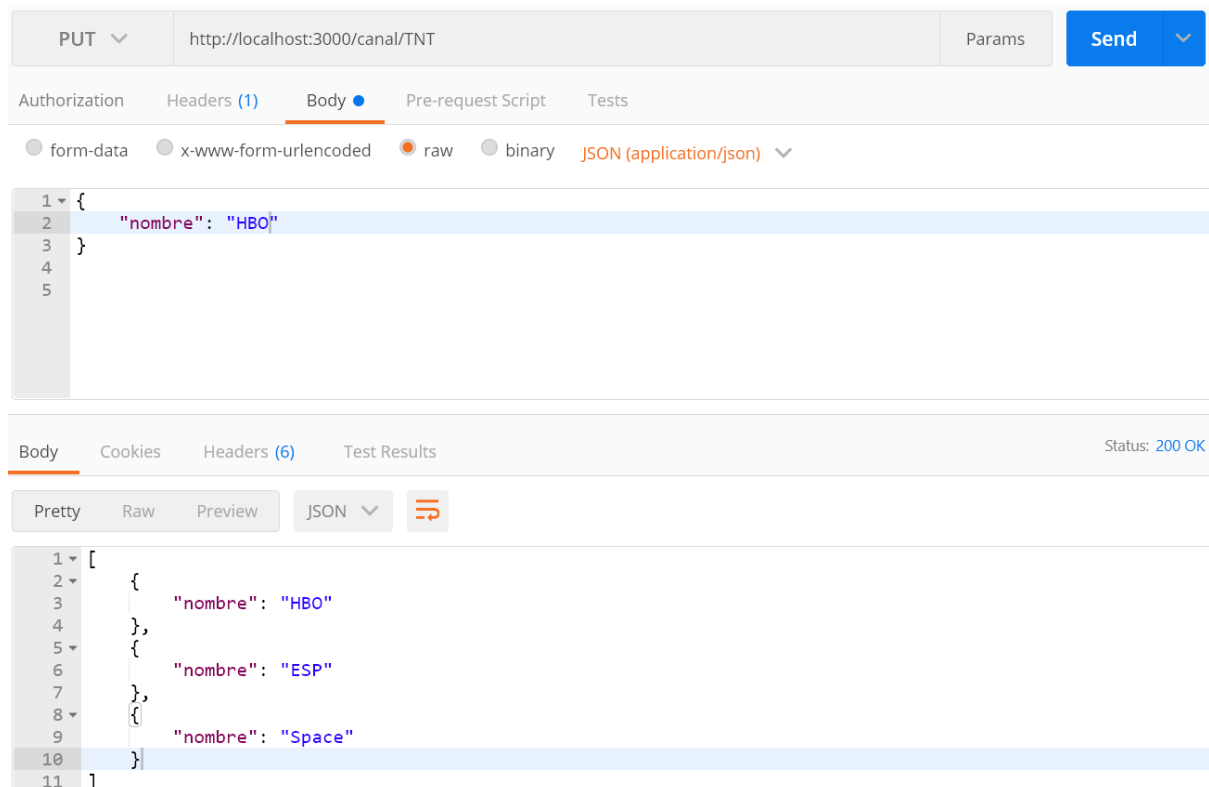 PUT http://localhost:3000/canal/TNT Params Send
Authorization Headers (1) Body Pre-request Script Tests
form-data x-www-form-urlencoded raw binary JSON (application/json)
1 {
2 "nombre": "HBO"
3 }
4
5
Body Cookies Headers (6) Test Results Status: 200 OK
Pretty Raw Preview JSON
1 [
2 {
3 "nombre": "HBO"
4 },
5 {
6 "nombre": "ESP"
7 },
8 {
9 "nombre": "Space"
10 }
11 ]